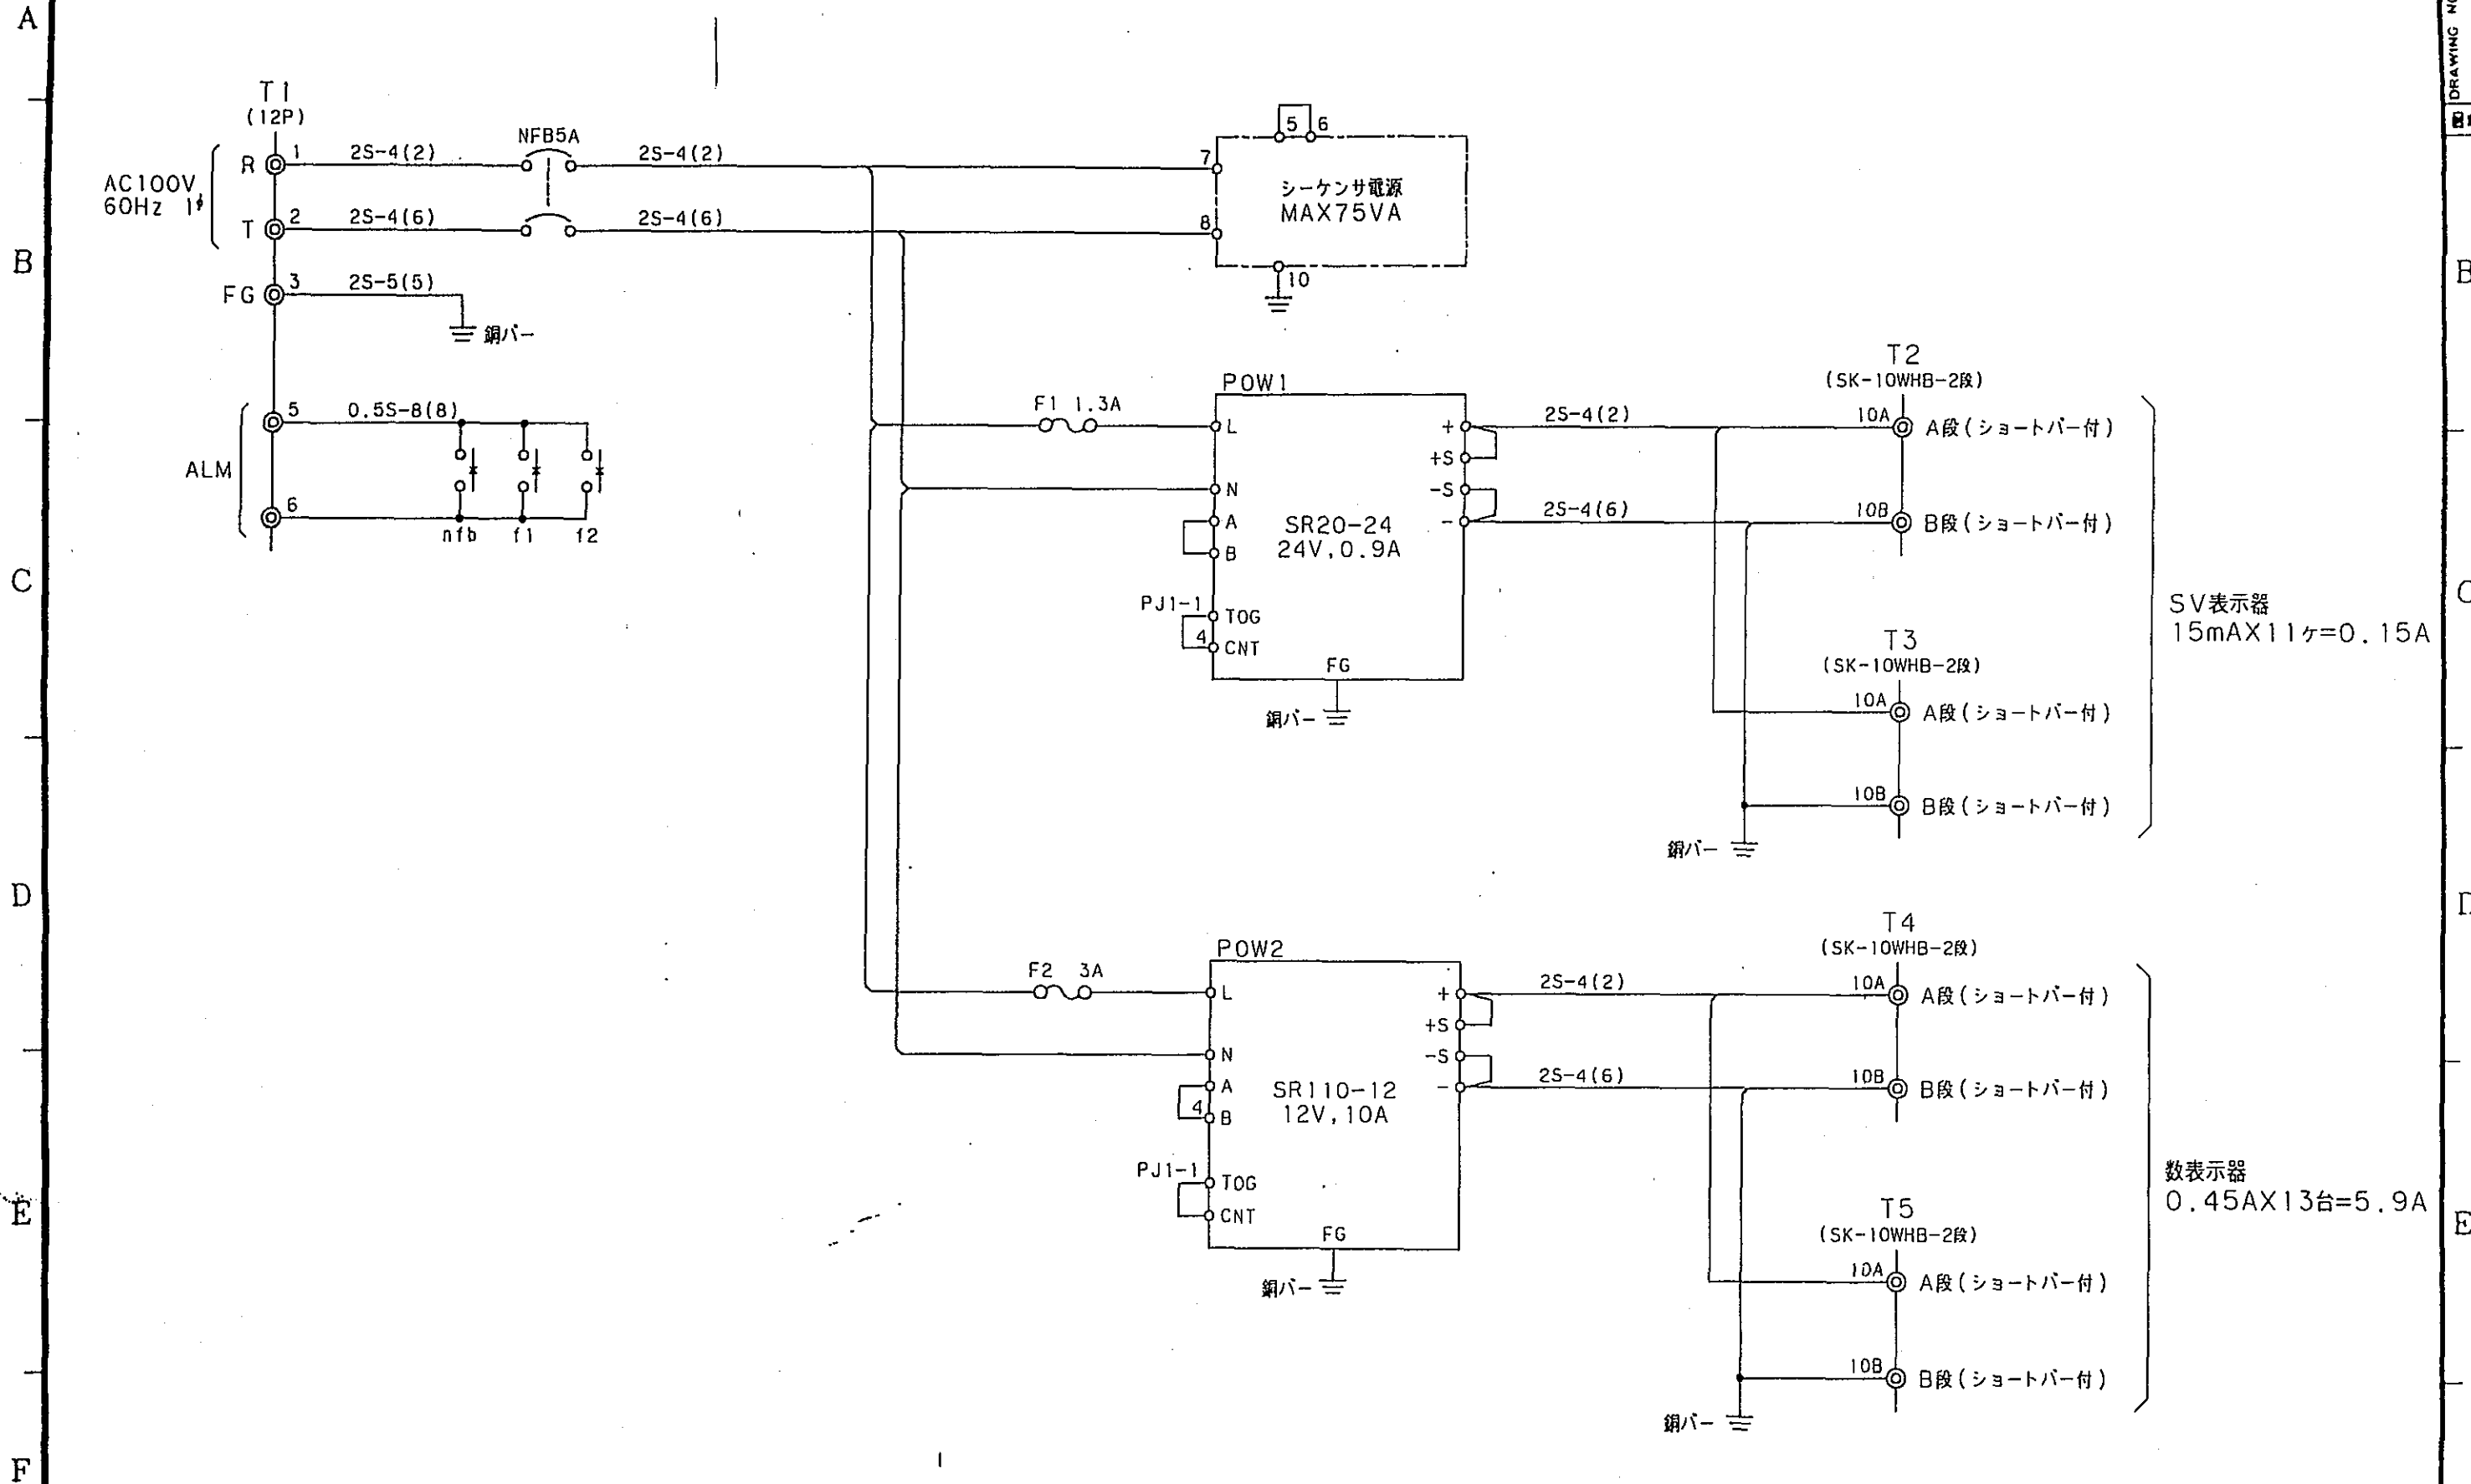 A
DRAWING
T1
(12P)
AC100V
60Hz 1φ
R
1
2S-4(2)
NFB5A
2S-4(2)
T
2
2S-4(6)
2S-4(6)
FG
3
2S-5(5)
銅バー
5
6
7
8
シーケンサ電源
MAX75VA
10
B
B
ALM
5
0.5S-8(8)
6
nfb
f1
f2
F1 1.3A
POW1
L
N
A
B
SR20-24
24V,0.9A
PJ1-1
TOG
4
CNT
FG
銅バー
+
+S
-S
-
2S-4(2)
2S-4(6)
T2
(SK-10WHB-2段)
10A
A段(ショートバー付)
10B
B段(ショートバー付)
C
T3
(SK-10WHB-2段)
10A
A段(ショートバー付)
10B
B段(ショートバー付)
銅バー
SV表示器
15mAX11ヶ=0.15A
D
F2 3A
POW2
L
N
A
4
B
SR110-12
12V,10A
PJ1-1
TOG
CNT
FG
銅バー
+
+S
-S
-
2S-4(2)
2S-4(6)
T4
(SK-10WHB-2段)
10A
A段(ショートバー付)
10B
B段(ショートバー付)
E
E
T5
(SK-10WHB-2段)
10A
A段(ショートバー付)
10B
B段(ショートバー付)
銅バー
数表示器
0.45AX13台=5.9A
F